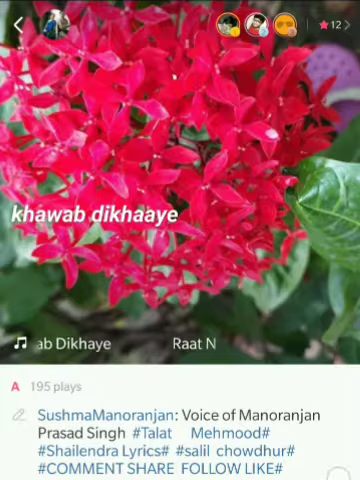 12
khawab dikhaaye
ab Dikhaye Raat N
A 195 plays
SushmaManoranjan: Voice of Manoranjan
Prasad Singh #Talat Mehmood#
#Shailendra Lyrics# #salil chowdhur#
#COMMENT SHARE FOLLOW LIKE#